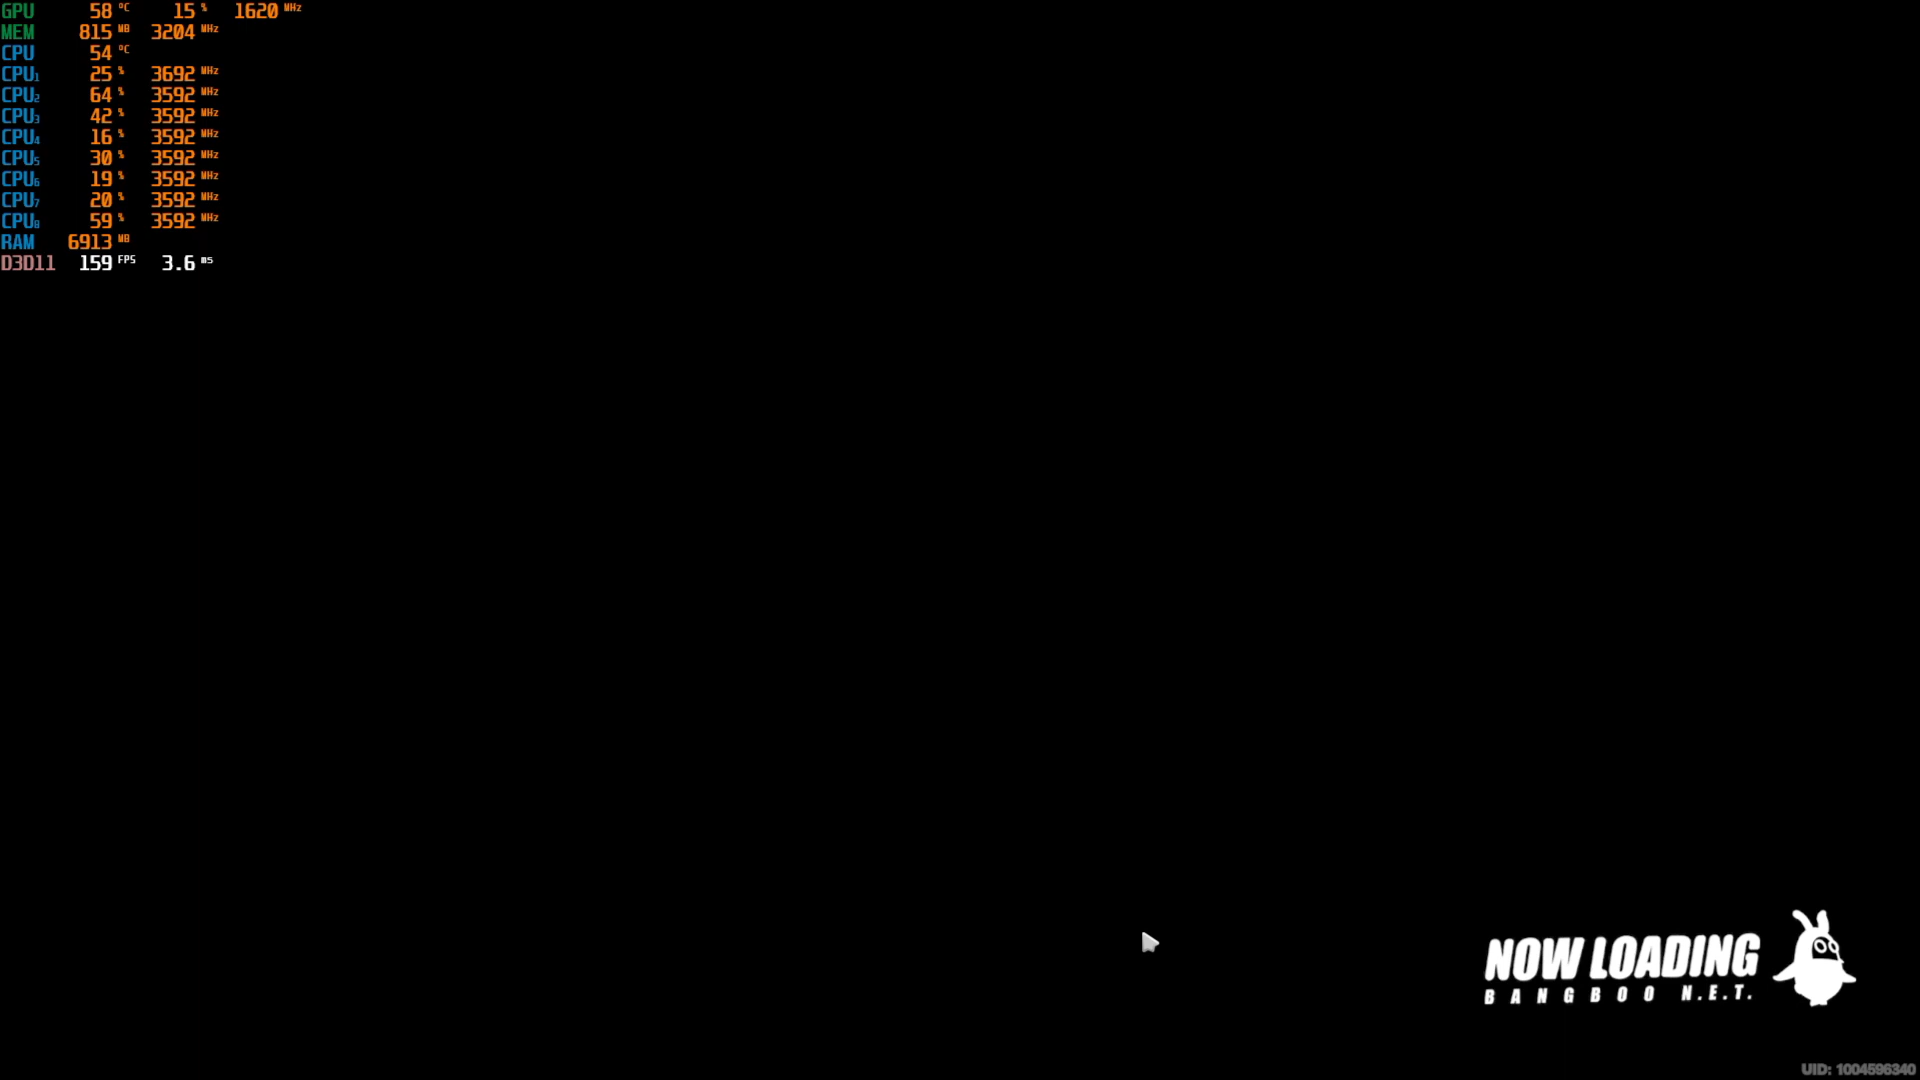 GPU 58 °C 15 % 1620 MHz
MEM 815 MB 3204 MHz
CPU 54 °C
CPU1 25 % 3692 MHz
CPU2 64 % 3592 MHz
CPU3 42 % 3592 MHz
CPU4 16 % 3592 MHz
CPU5 30 % 3592 MHz
CPU6 19 % 3592 MHz
CPU7 20 % 3592 MHz
CPU8 59 % 3592 MHz
RAM 6913 MB
D3D11 159 FPS 3.6 ms
NOW LOADING
BANGBOO N.E.T.
UID: 1004596340